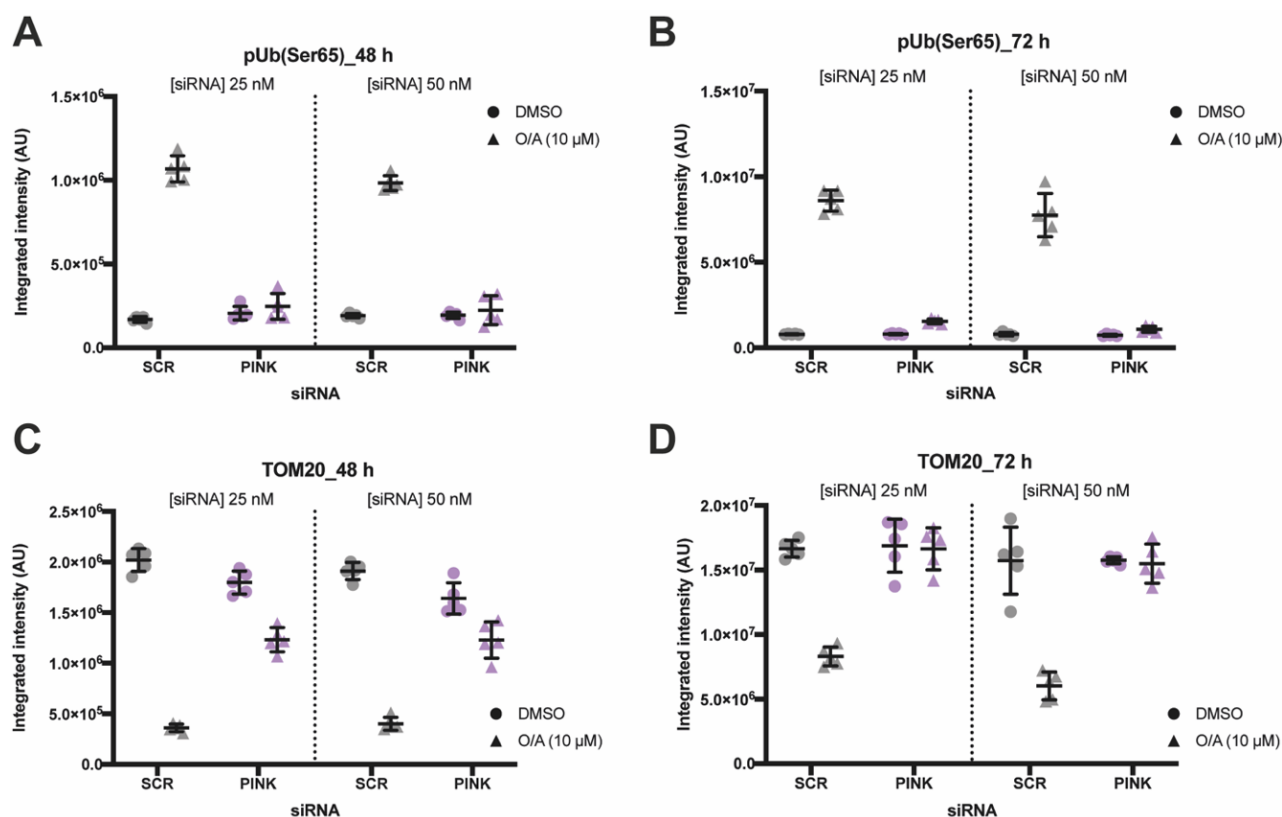 A
pUb(Ser65)_48 h
[siRNA] 25 nM
[siRNA] 50 nM
Integrated intensity (AU)
1.5×10⁶
1.0×10⁶
5.0×10⁵
0.0
DMSO
O/A (10 µM)
SCR
PINK
SCR
PINK
siRNA
B
pUb(Ser65)_72 h
[siRNA] 25 nM
[siRNA] 50 nM
Integrated intensity (AU)
1.5×10⁷
1.0×10⁷
5.0×10⁶
0.0
DMSO
O/A (10 µM)
SCR
PINK
SCR
PINK
siRNA
C
TOM20_48 h
[siRNA] 25 nM
[siRNA] 50 nM
Integrated intensity (AU)
2.5×10⁶
2.0×10⁶
1.5×10⁶
1.0×10⁶
5.0×10⁵
0.0
DMSO
O/A (10 µM)
SCR
PINK
SCR
PINK
siRNA
D
TOM20_72 h
[siRNA] 25 nM
[siRNA] 50 nM
Integrated intensity (AU)
2.0×10⁷
1.5×10⁷
1.0×10⁷
5.0×10⁶
0.0
DMSO
O/A (10 µM)
SCR
PINK
SCR
PINK
siRNA